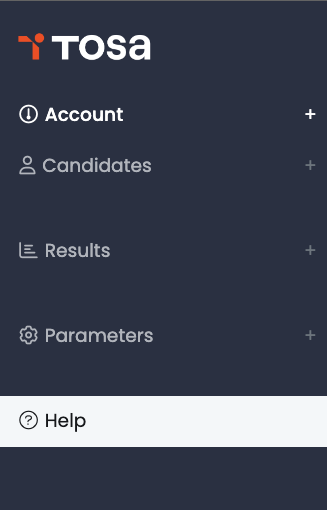 TOSA
Account +
Candidates +
Results +
Parameters +
Help